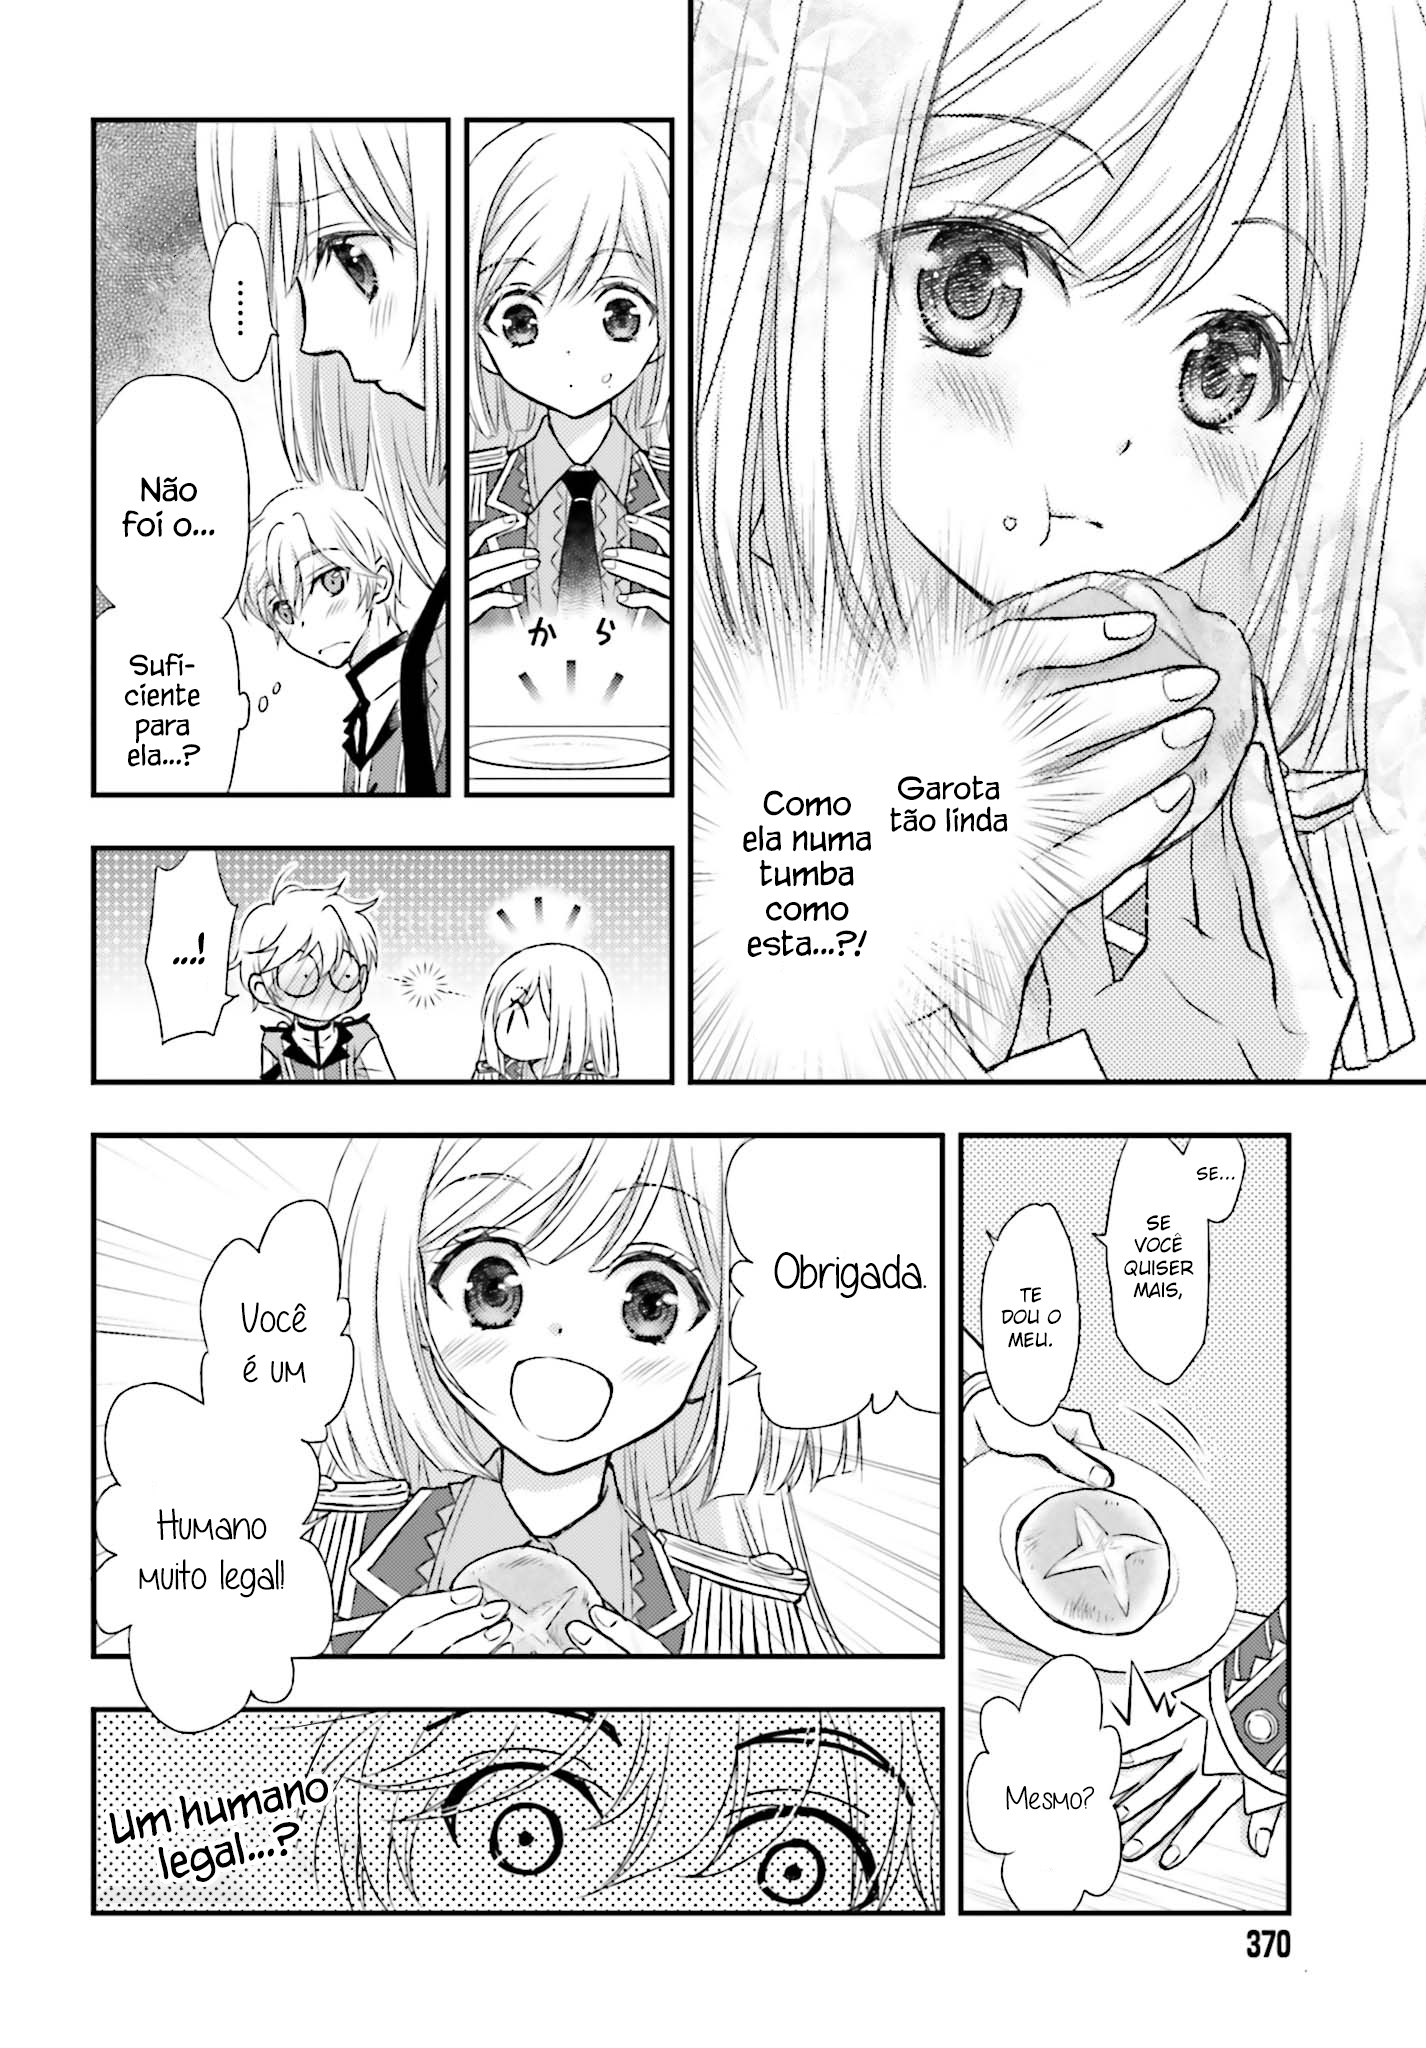 Garota
tão linda
Como
ela numa
tumba
como
esta...?!
から
.........
Não
foi o...
Sufi-
ciente
para
ela...?
...!
SE...
SE
VOCÊ
QUISER
MAIS,
TE
DOU O
MEU.
MESMO?
Obrigada.
Você
é um
Humano
muito legal!
Um humano
legal...?
370